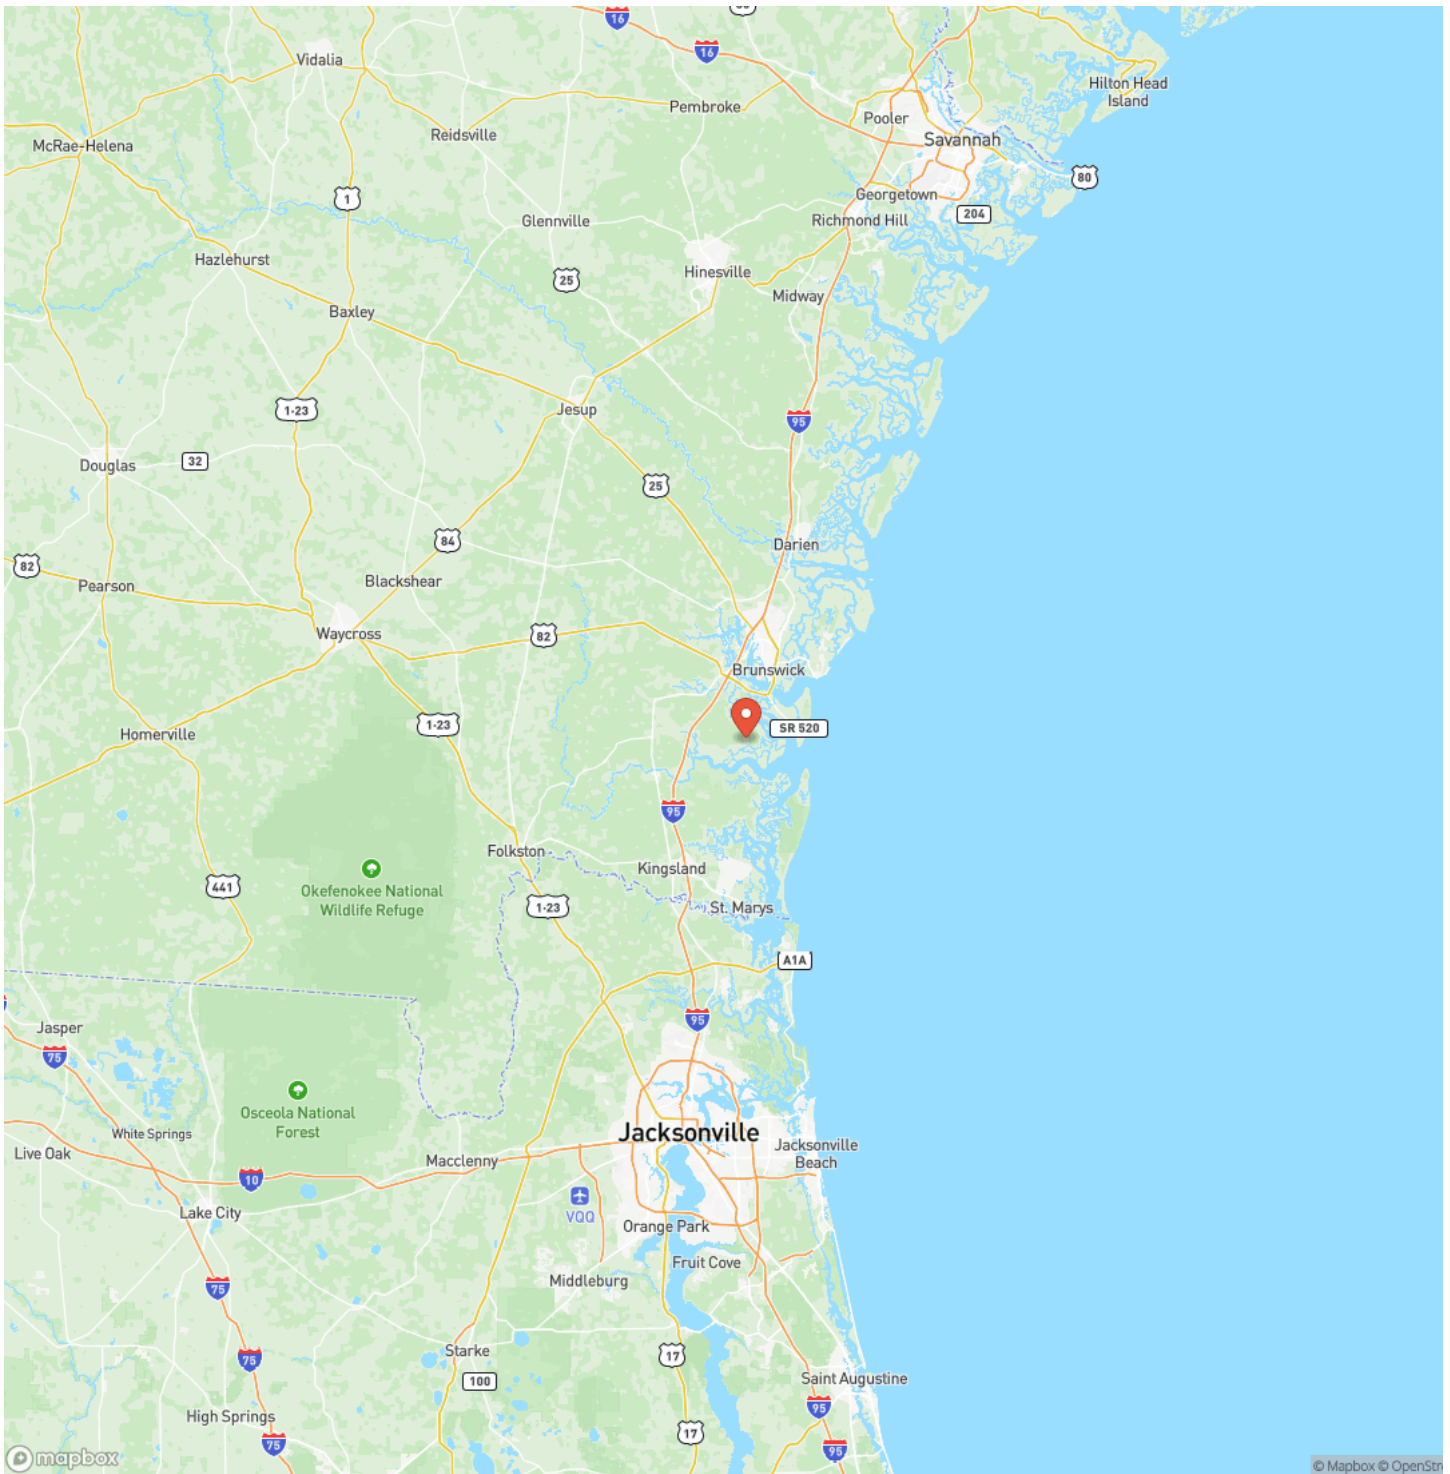 16
16
Vidalia
Hilton Head
Island
Pembroke
Pooler
Reidsville
Savannah
McRae-Helena
80
Georgetown
1
204
Richmond Hill
Glennville
Hazlehurst
Hinesville
25
Midway
Baxley
1-23
Jesup
95
32
Douglas
25
84
Darien
82
Blackshear
Pearson
Waycross
82
Brunswick
1-23
SR 520
Homerville
95
Folkston
Kingsland
441
Okefenokee National
Wildlife Refuge
1-23
St. Marys
A1A
95
Jasper
75
Osceola National
Forest
White Springs
Jacksonville
Live Oak
Jacksonville
Beach
Macclenny
10
VQQ
Lake City
Orange Park
Fruit Cove
Middleburg
75
Starke
17
75
100
Saint Augustine
95
High Springs
17
75
95
mapbox
© Mapbox © OpenStre